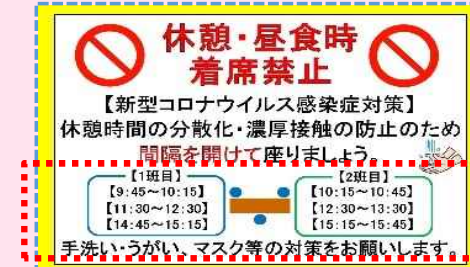 休憩・昼食時
着席禁止
【新型コロナウイルス感染症対策】
休憩時間の分散化・濃厚接触の防止のため
間隔を開けて座りましょう。
【1班目】
【9:45～10:15】
【11:30～12:30】
【14:45～15:15】
【2班目】
【10:15～10:45】
【12:30～13:30】
【15:15～15:45】
手洗い・うがい、マスク等の対策をお願いします。